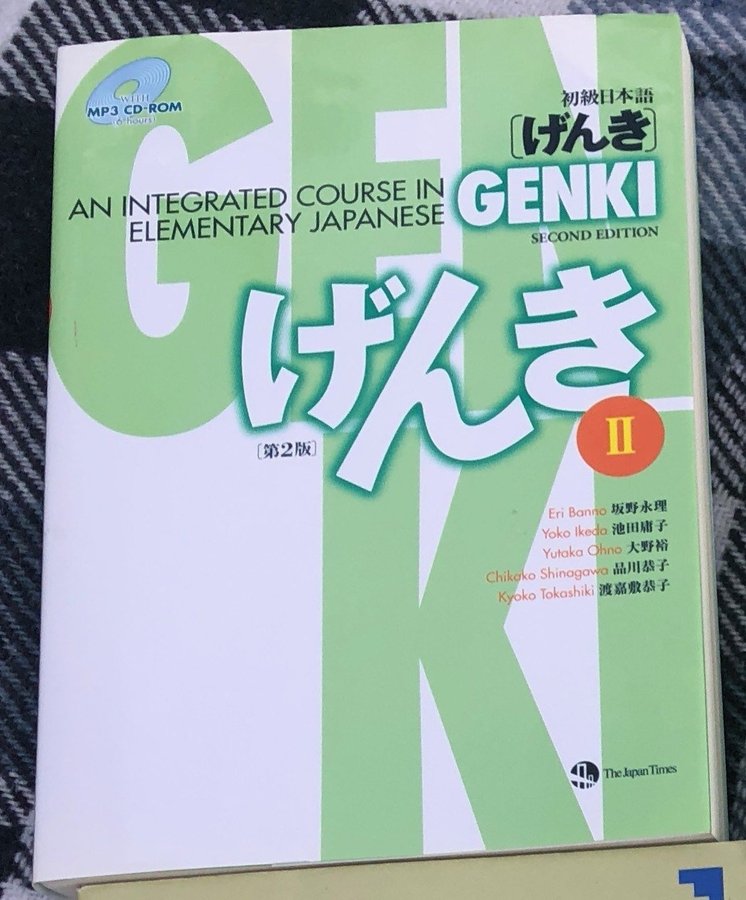 WITH
MP3 CD-ROM
(6 hours)
GENKI
初級日本語
[げんき]
AN INTEGRATED COURSE IN
ELEMENTARY JAPANESE
GENKI
SECOND EDITION
げんき
II
[第2版]
Eri Banno 坂野永理
Yoko Ikeda 池田庸子
Yutaka Ohno 大野裕
Chikako Shinagawa 品川恭子
Kyoko Tokashiki 渡嘉敷恭子
The Japan Times